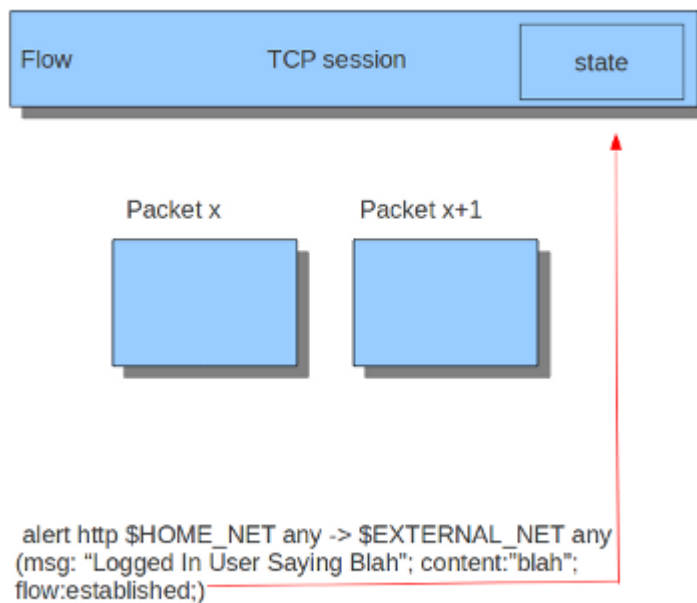 Flow TCP session state
Packet x Packet x+1
alert http $HOME_NET any -> $EXTERNAL_NET any
(msg: “Logged In User Saying Blah"; content:"blah”;
flow:established;)